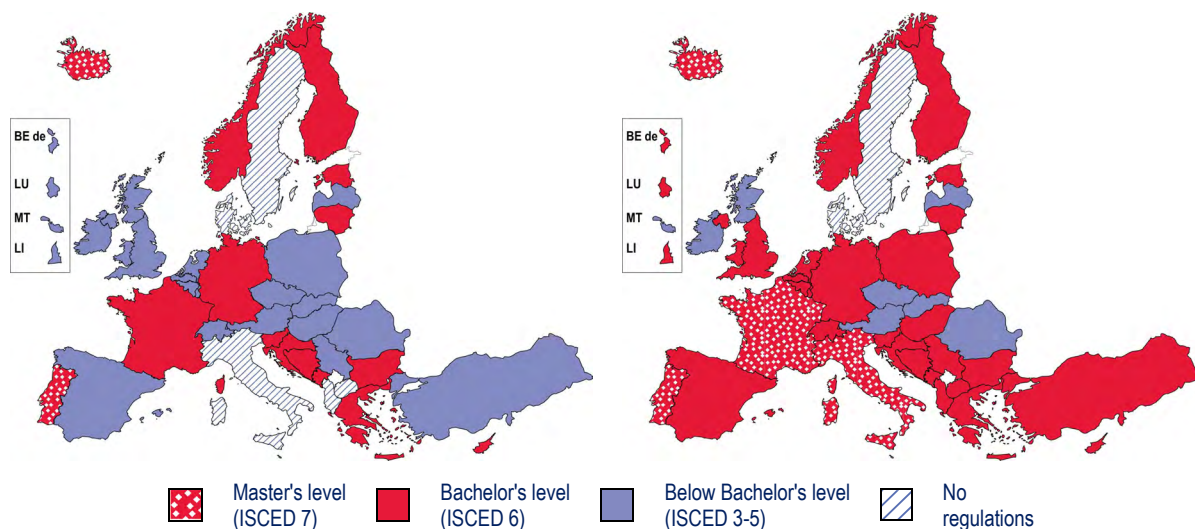 BE de
LU
MT
LI
BE de
LU
MT
LI
Master's level
(ISCED 7)
Bachelor's level
(ISCED 6)
Below Bachelor's level
(ISCED 3-5)
No
regulations